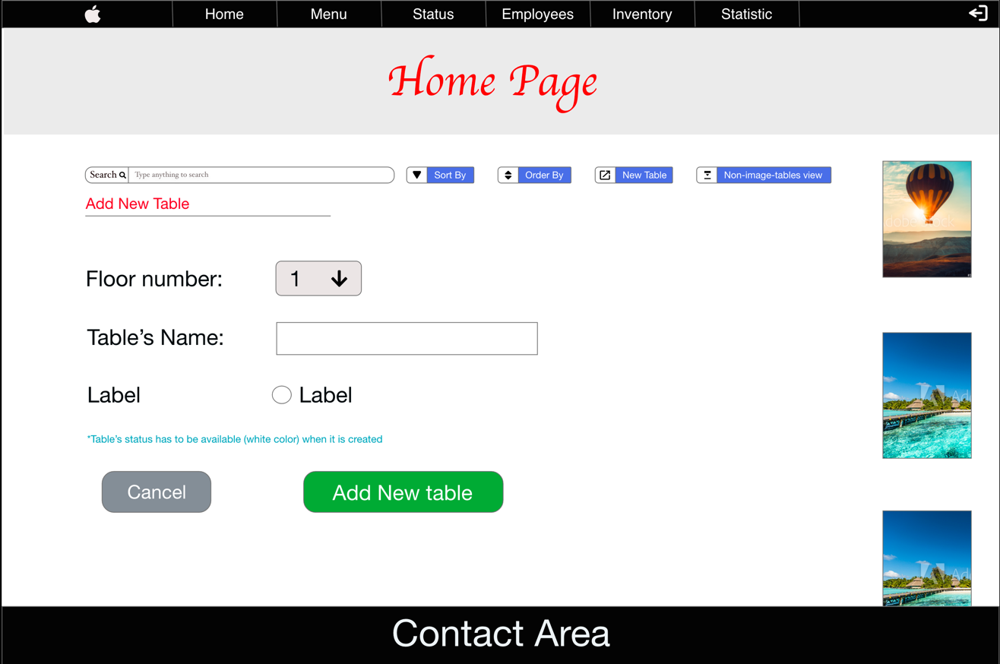 Home Menu Status Employees Inventory Statistic
Home Page
Search Type anything to search Sort By Order By New Table Non-image-tables view
Add New Table
Floor number: 1
Table’s Name:
Label Label
*Table’s status has to be available (white color) when it is created
Cancel Add New table
Contact Area